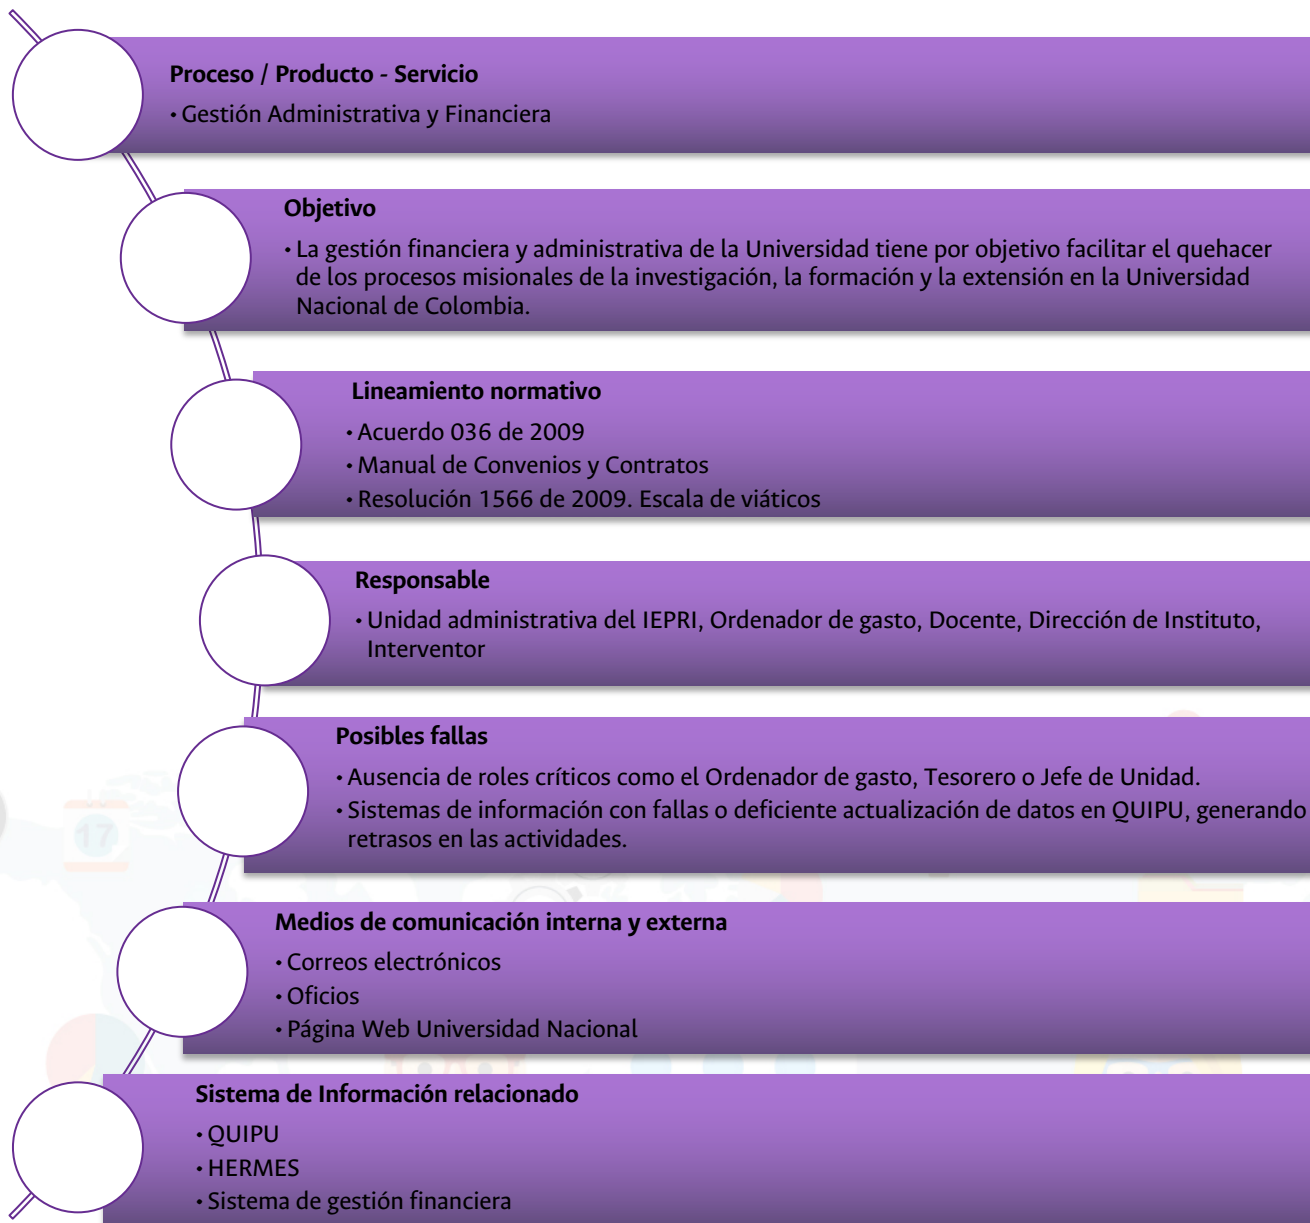 Proceso / Producto - Servicio
• Gestión Administrativa y Financiera
Objetivo
• La gestión financiera y administrativa de la Universidad tiene por objetivo facilitar el quehacer
de los procesos misionales de la investigación, la formación y la extensión en la Universidad
Nacional de Colombia.
Lineamiento normativo
• Acuerdo 036 de 2009
• Manual de Convenios y Contratos
• Resolución 1566 de 2009. Escala de viáticos
Responsable
• Unidad administrativa del IEPRI, Ordenador de gasto, Docente, Dirección de Instituto,
Interventor
Posibles fallas
• Ausencia de roles críticos como el Ordenador de gasto, Tesorero o Jefe de Unidad.
• Sistemas de información con fallas o deficiente actualización de datos en QUIPU, generando
retrasos en las actividades.
17
Medios de comunicación interna y externa
• Correos electrónicos
• Oficios
• Página Web Universidad Nacional
Sistema de Información relacionado
• QUIPU
• HERMES
• Sistema de gestión financiera